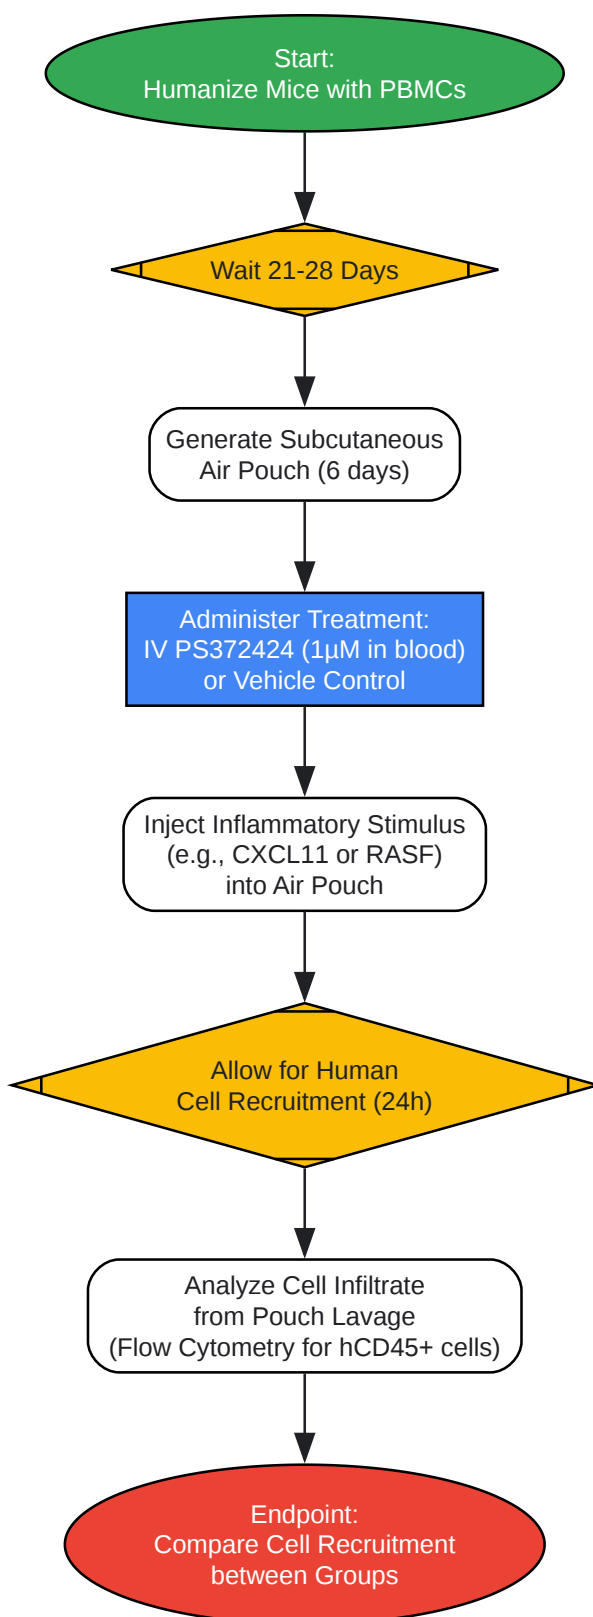 Start:
Humanize Mice with PBMCs
Wait 21-28 Days
Generate Subcutaneous
Air Pouch (6 days)
Administer Treatment:
IV PS372424 (1µM in blood)
or Vehicle Control
Inject Inflammatory Stimulus
(e.g., CXCL11 or RASF)
into Air Pouch
Allow for Human
Cell Recruitment (24h)
Analyze Cell Infiltrate
from Pouch Lavage
(Flow Cytometry for hCD45+ cells)
Endpoint:
Compare Cell Recruitment
between Groups